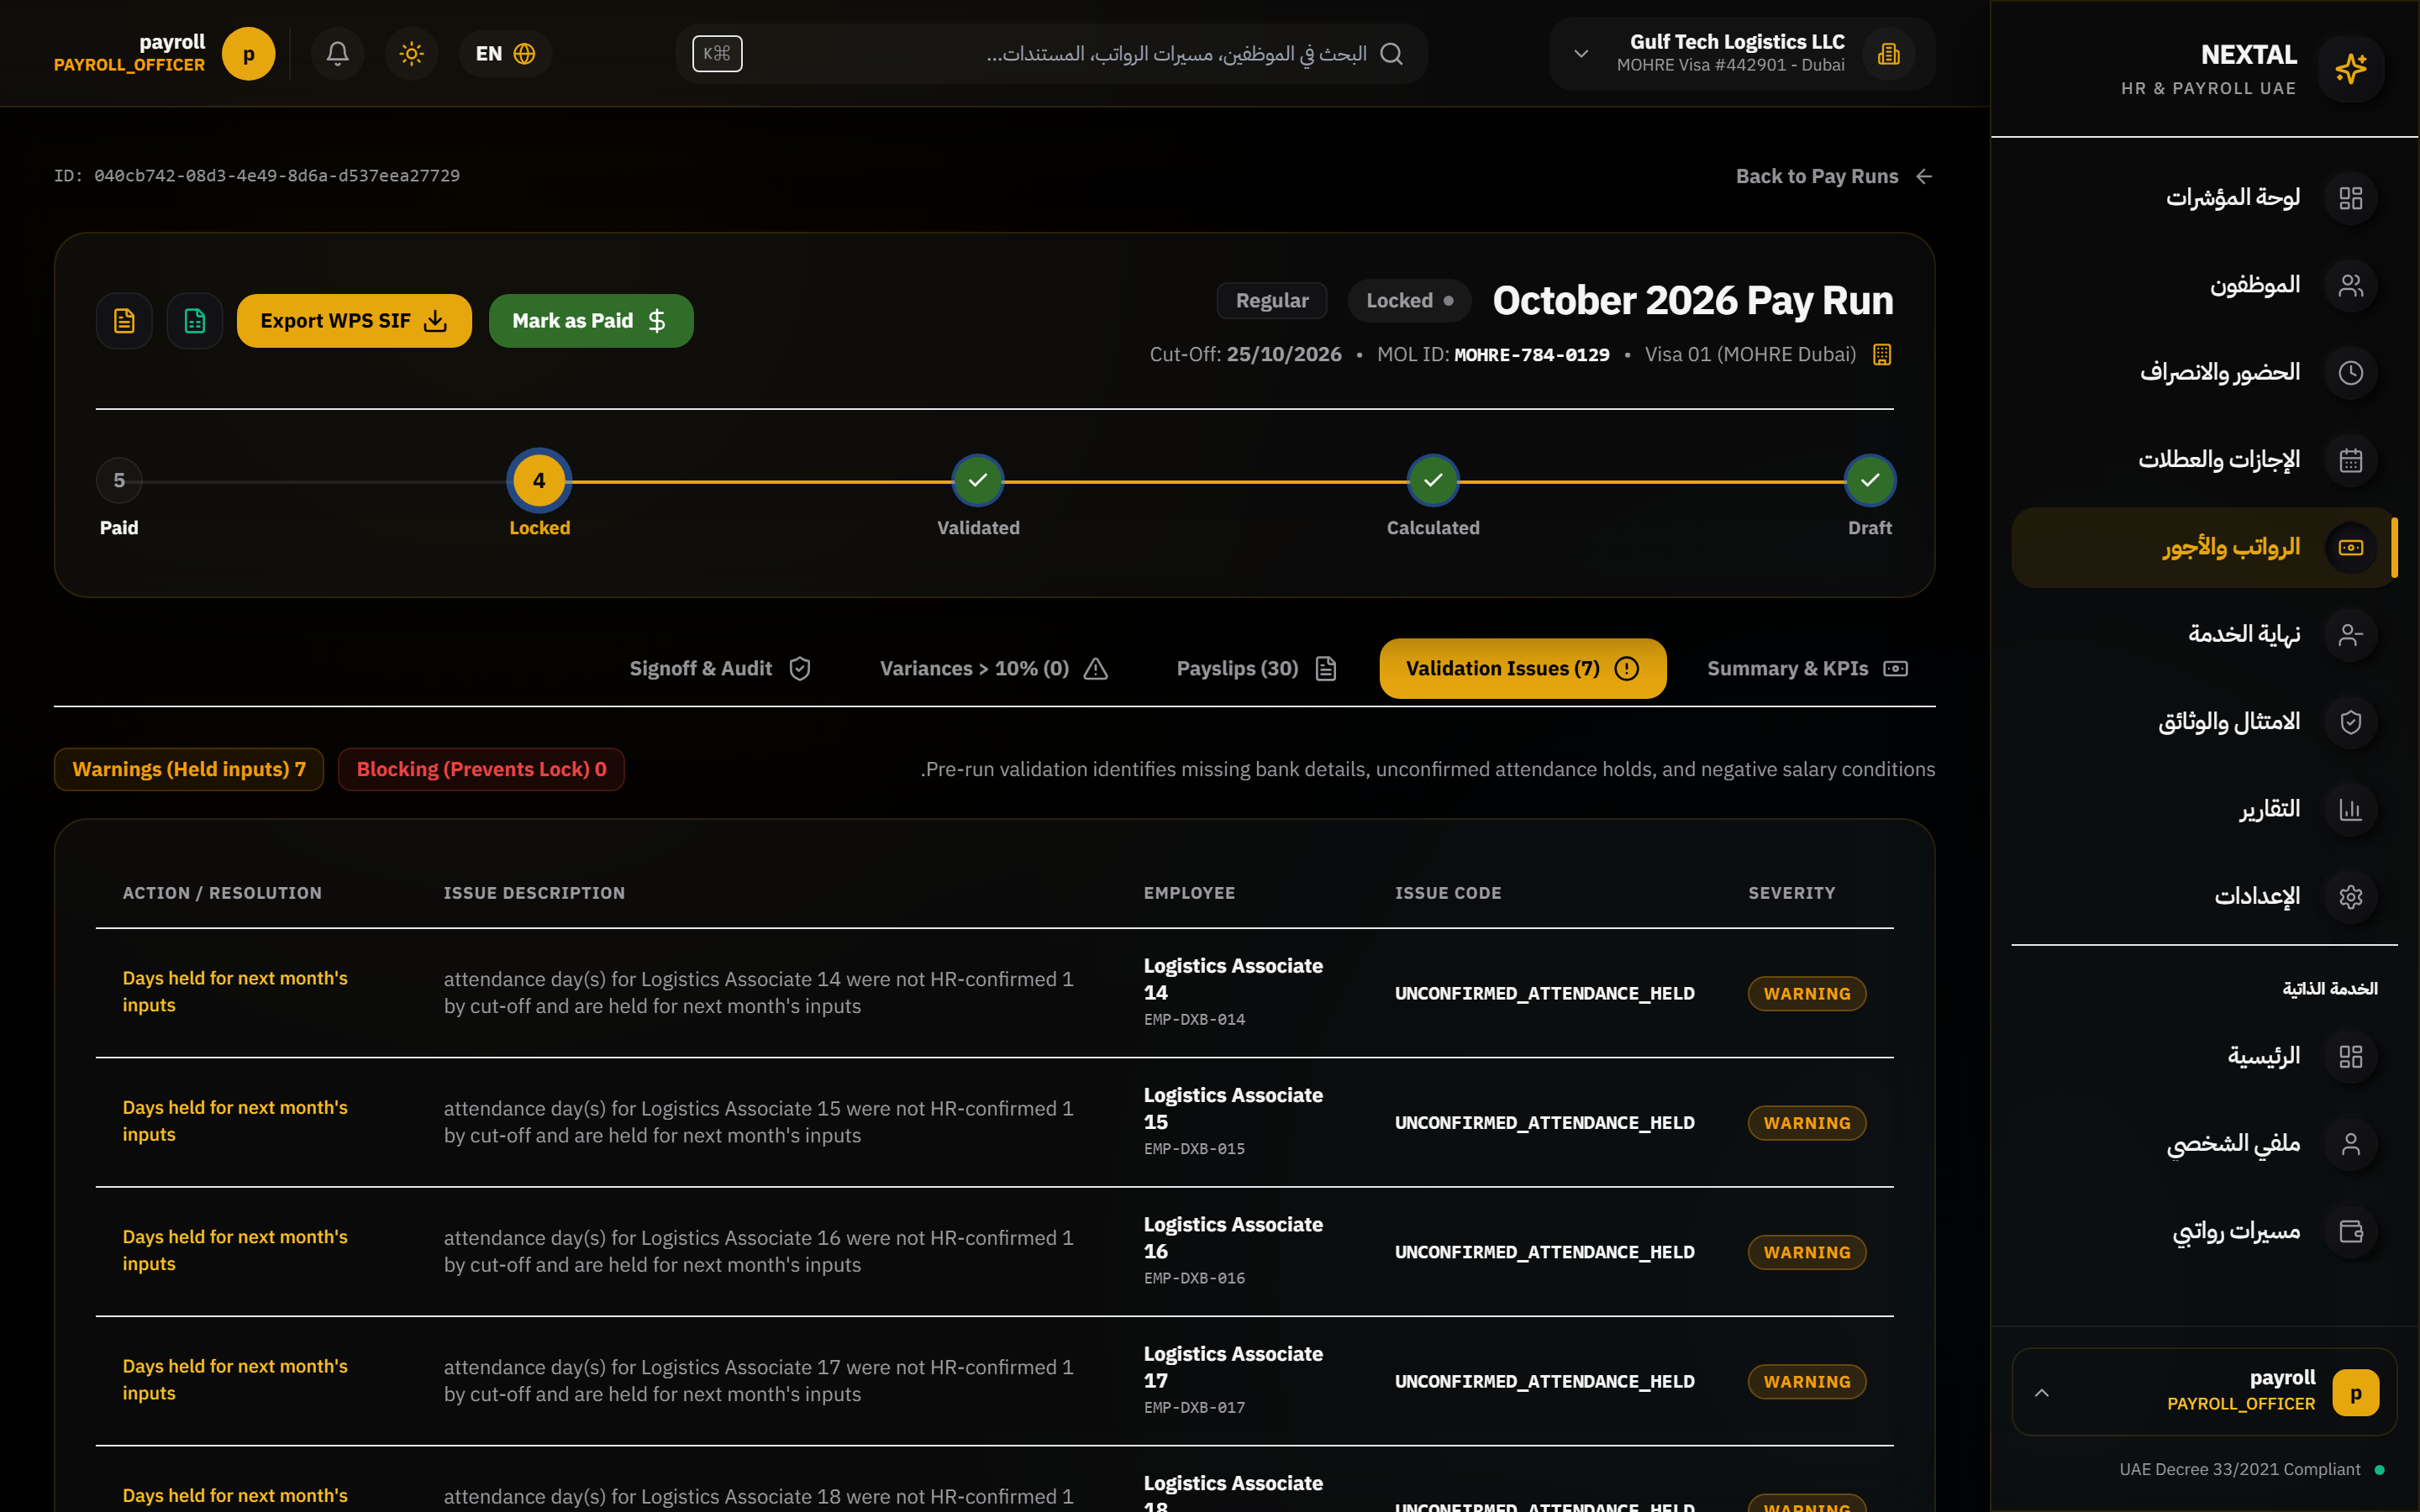 NEXTAL
HR & PAYROLL UAE
لوحة المؤشرات
الموظفون
الحضور والانصراف
الإجازات والعطلات
الرواتب والأجور
نهاية الخدمة
الامتثال والوثائق
التقارير
الإعدادات
الخدمة الذاتية
الرئيسية
ملفي الشخصي
مسيرات رواتبي
p
payroll
PAYROLL_OFFICER
UAE Decree 33/2021 Compliant
Gulf Tech Logistics LLC
MOHRE Visa #442901 - Dubai
البحث في الموظفين، مسيرات الرواتب، المستندات...
K⌘
EN
p
payroll
PAYROLL_OFFICER
Back to Pay Runs
ID: 040cb742-08d3-4e49-8d6a-d537eea27729
October 2026 Pay Run
Locked
Regular
Visa 01 (MOHRE Dubai)
• MOL ID: MOHRE-784-0129
• Cut-Off: 25/10/2026
Mark as Paid
Export WPS SIF
Draft
Calculated
Validated
4
Locked
5
Paid
Summary & KPIs
Validation Issues (7)
Payslips (30)
Variances > 10% (0)
Signoff & Audit
.Pre-run validation identifies missing bank details, unconfirmed attendance holds, and negative salary conditions
Blocking (Prevents Lock) 0
Warnings (Held inputs) 7
SEVERITY
ISSUE CODE
EMPLOYEE
ISSUE DESCRIPTION
ACTION / RESOLUTION
WARNING
UNCONFIRMED_ATTENDANCE_HELD
Logistics Associate
14
EMP-DXB-014
attendance day(s) for Logistics Associate 14 were not HR-confirmed 1
by cut-off and are held for next month's inputs
Days held for next month's
inputs
WARNING
UNCONFIRMED_ATTENDANCE_HELD
Logistics Associate
15
EMP-DXB-015
attendance day(s) for Logistics Associate 15 were not HR-confirmed 1
by cut-off and are held for next month's inputs
Days held for next month's
inputs
WARNING
UNCONFIRMED_ATTENDANCE_HELD
Logistics Associate
16
EMP-DXB-016
attendance day(s) for Logistics Associate 16 were not HR-confirmed 1
by cut-off and are held for next month's inputs
Days held for next month's
inputs
WARNING
UNCONFIRMED_ATTENDANCE_HELD
Logistics Associate
17
EMP-DXB-017
attendance day(s) for Logistics Associate 17 were not HR-confirmed 1
by cut-off and are held for next month's inputs
Days held for next month's
inputs
WARNING
UNCONFIRMED_ATTENDANCE_HELD
Logistics Associate
18
attendance day(s) for Logistics Associate 18 were not HR-confirmed 1
Days held for next month's